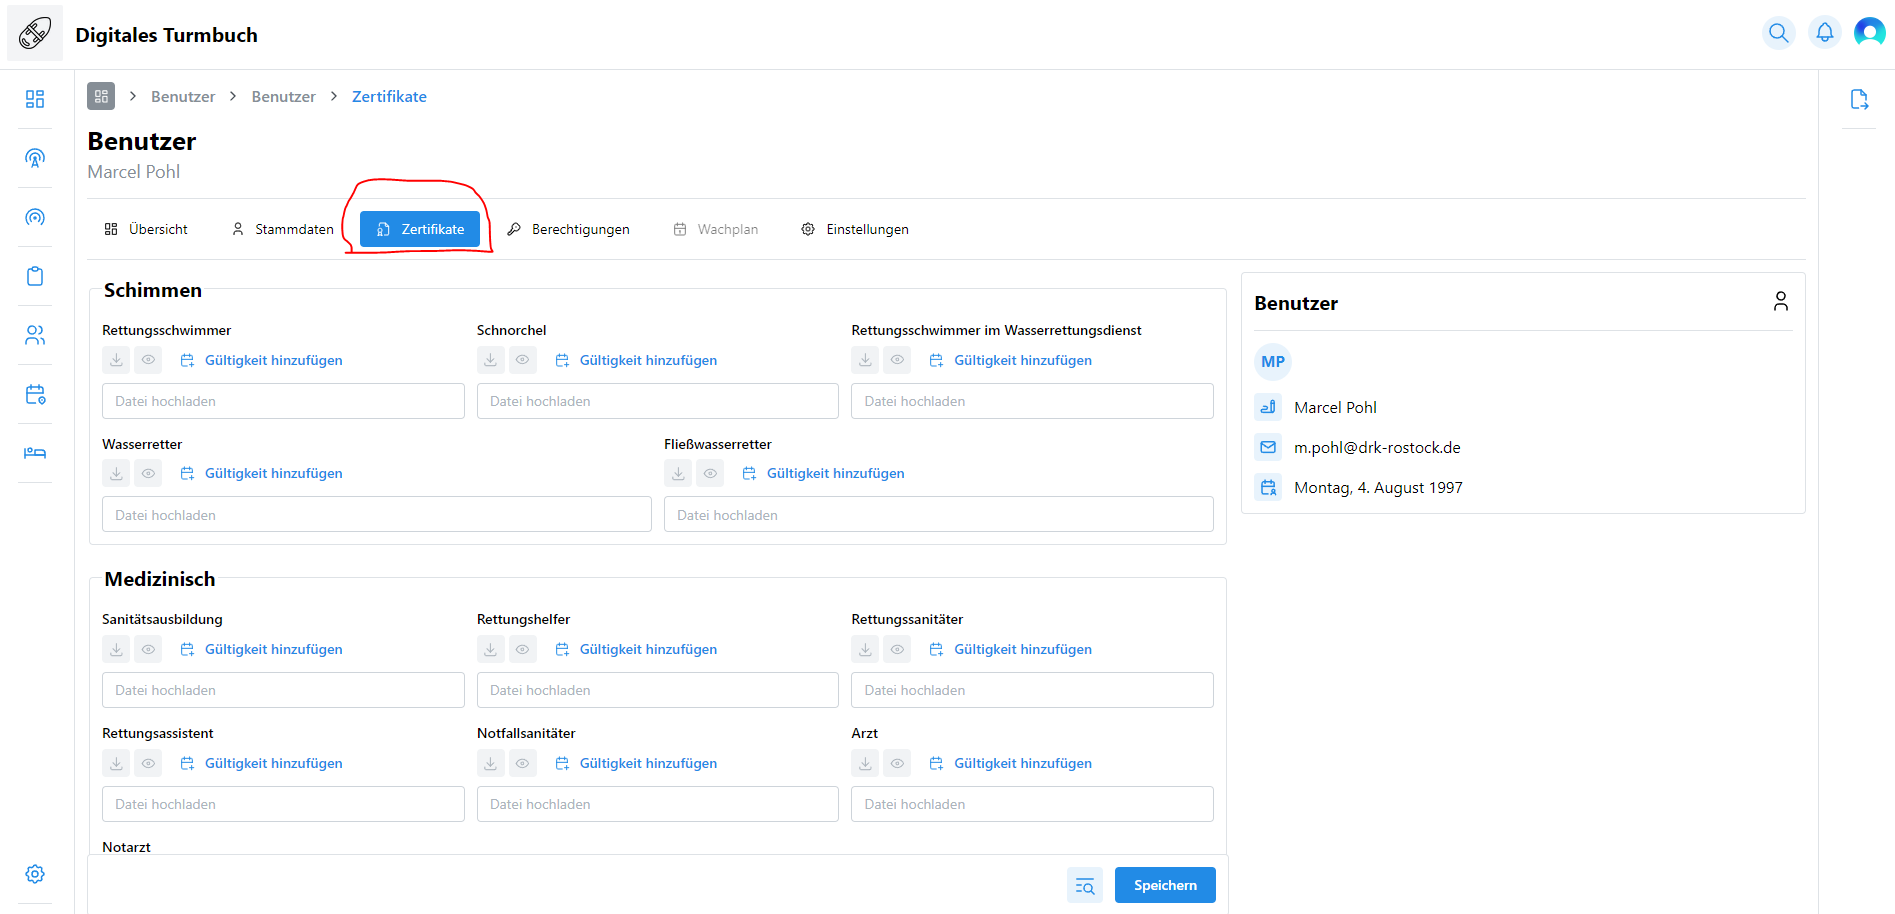 Digitales Turmbuch
Benutzer Benutzer Zertifikate
Benutzer
Marcel Pohl
Übersicht Stammdaten Zertifikate Berechtigungen Wachplan Einstellungen
Schimmen
Rettungsschwimmer Schnorchel Rettungsschwimmer im Wasserrettungsdienst
Gültigkeit hinzufügen Gültigkeit hinzufügen Gültigkeit hinzufügen
Datei hochladen Datei hochladen Datei hochladen
Wasserretter Fließwasserretter
Gültigkeit hinzufügen Gültigkeit hinzufügen
Datei hochladen Datei hochladen
Medizinisch
Sanitätsausbildung Rettungshelfer Rettungssanitäter
Gültigkeit hinzufügen Gültigkeit hinzufügen Gültigkeit hinzufügen
Datei hochladen Datei hochladen Datei hochladen
Rettungsassistent Notfallsanitäter Arzt
Gültigkeit hinzufügen Gültigkeit hinzufügen Gültigkeit hinzufügen
Datei hochladen Datei hochladen Datei hochladen
Notarzt
Speichern
Benutzer
MP
Marcel Pohl
m.pohl@drk-rostock.de
Montag, 4. August 1997